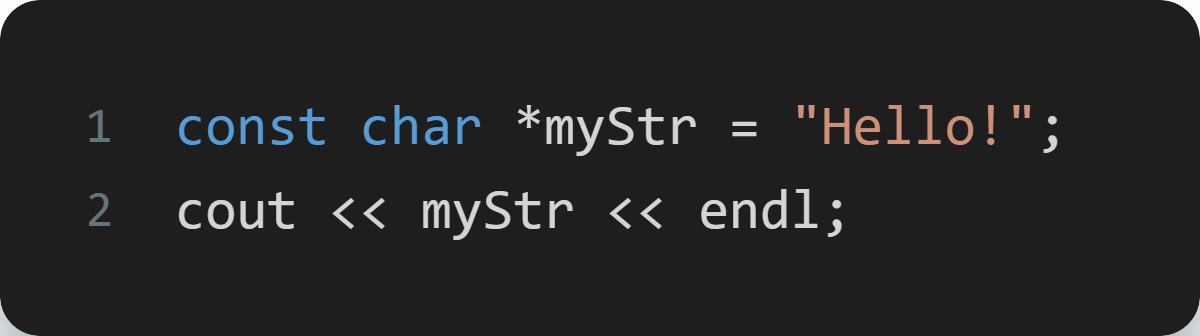 1 const char *myStr = "Hello!";
2 cout << myStr << endl;